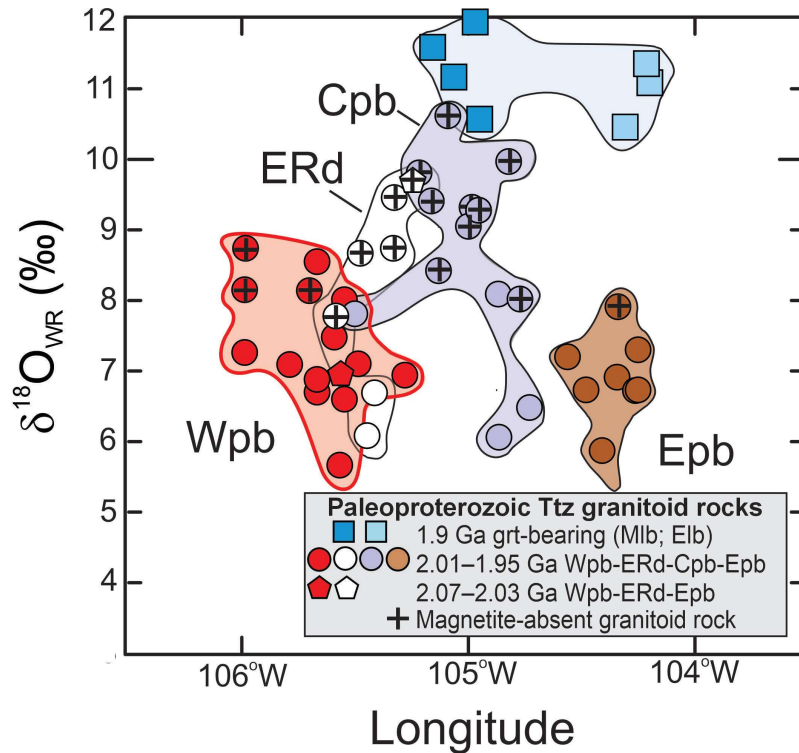 12
11
10
9
8
7
6
5
4
δ¹⁸O_WR (‰)
Cpb
ERd
Wpb
Epb
Paleoproterozoic Ttz granitoid rocks
1.9 Ga grt-bearing (Mlb; Elb)
2.01–1.95 Ga Wpb-ERd-Cpb-Epb
2.07–2.03 Ga Wpb-ERd-Epb
+ Magnetite-absent granitoid rock
106°W
105°W
104°W
Longitude